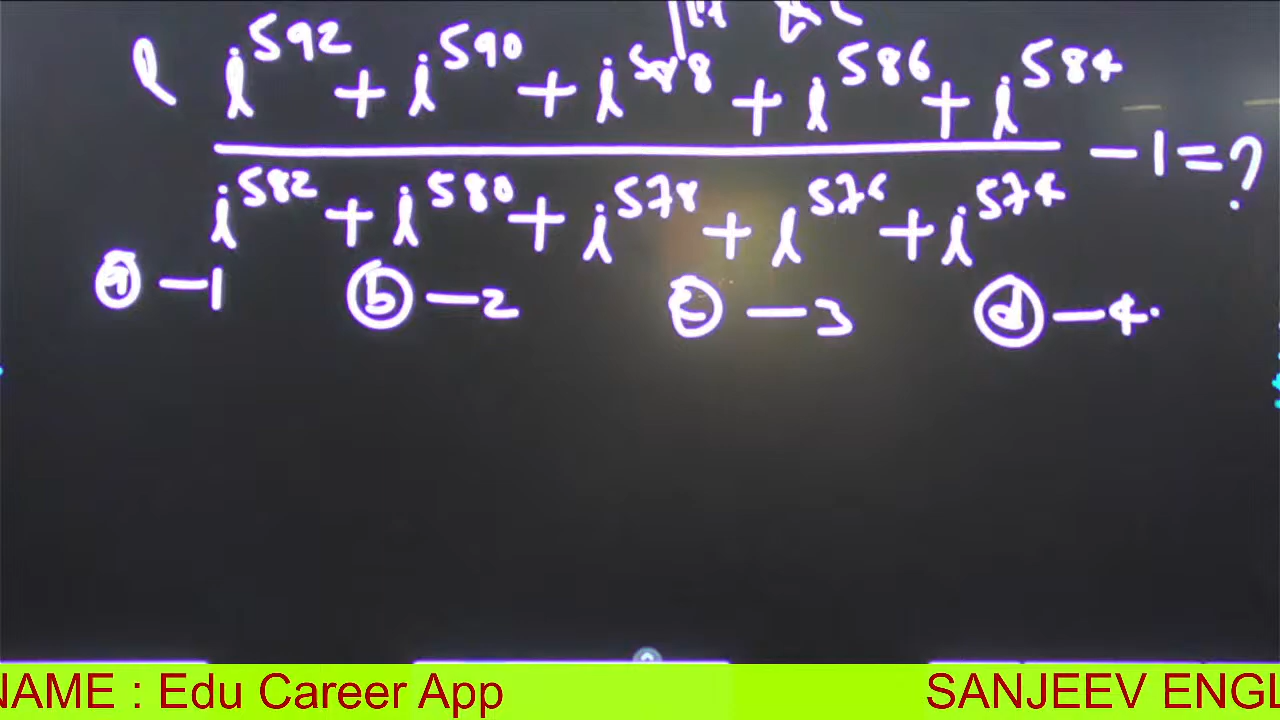 i^592 + i^590 + i^588 + i^586 + i^584
— - 1 = ?
i^582 + i^580 + i^578 + i^576 + i^574
(a) -1 (b) -2 (c) -3 (d) -4.
NAME : Edu Career App SANJEEV ENGL